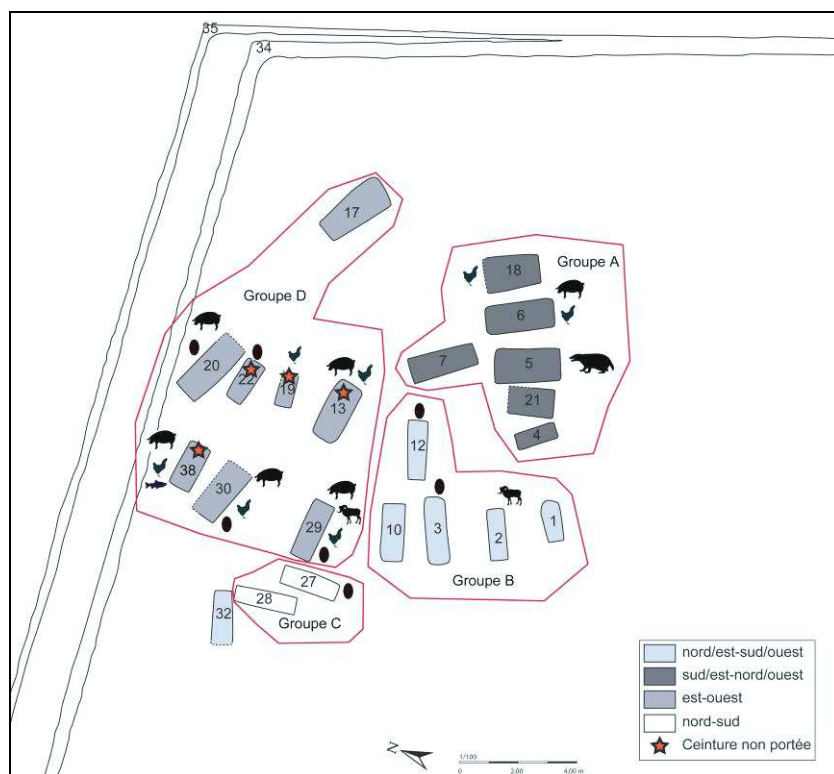 35
34
17
Groupe A
18
Groupe D
6
7
5
20
22
19
13
21
4
12
38
30
29
10
3
2
1
Groupe B
27
28
32
Groupe C
nord/est-sud/ouest
sud/est-nord/ouest
est-ouest
nord-sud
Ceinture non portée
N
1/100
0 2,00 4,00 m